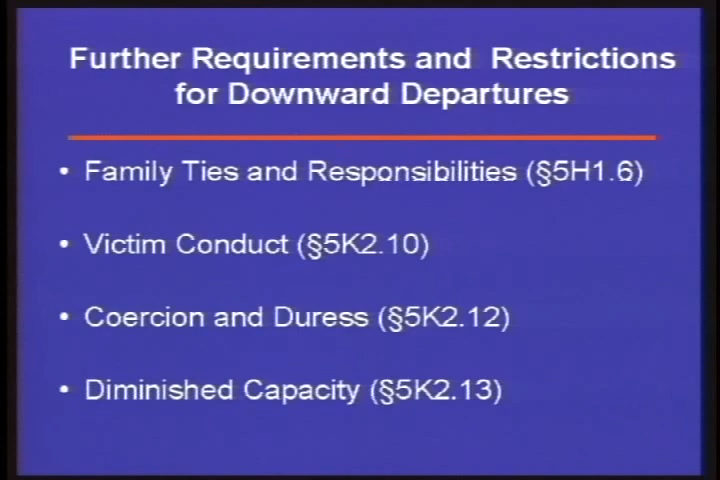 Further Requirements and Restrictions
for Downward Departures
• Family Ties and Responsibilities (§5H1.6)
• Victim Conduct (§5K2.10)
• Coercion and Duress (§5K2.12)
• Diminished Capacity (§5K2.13)